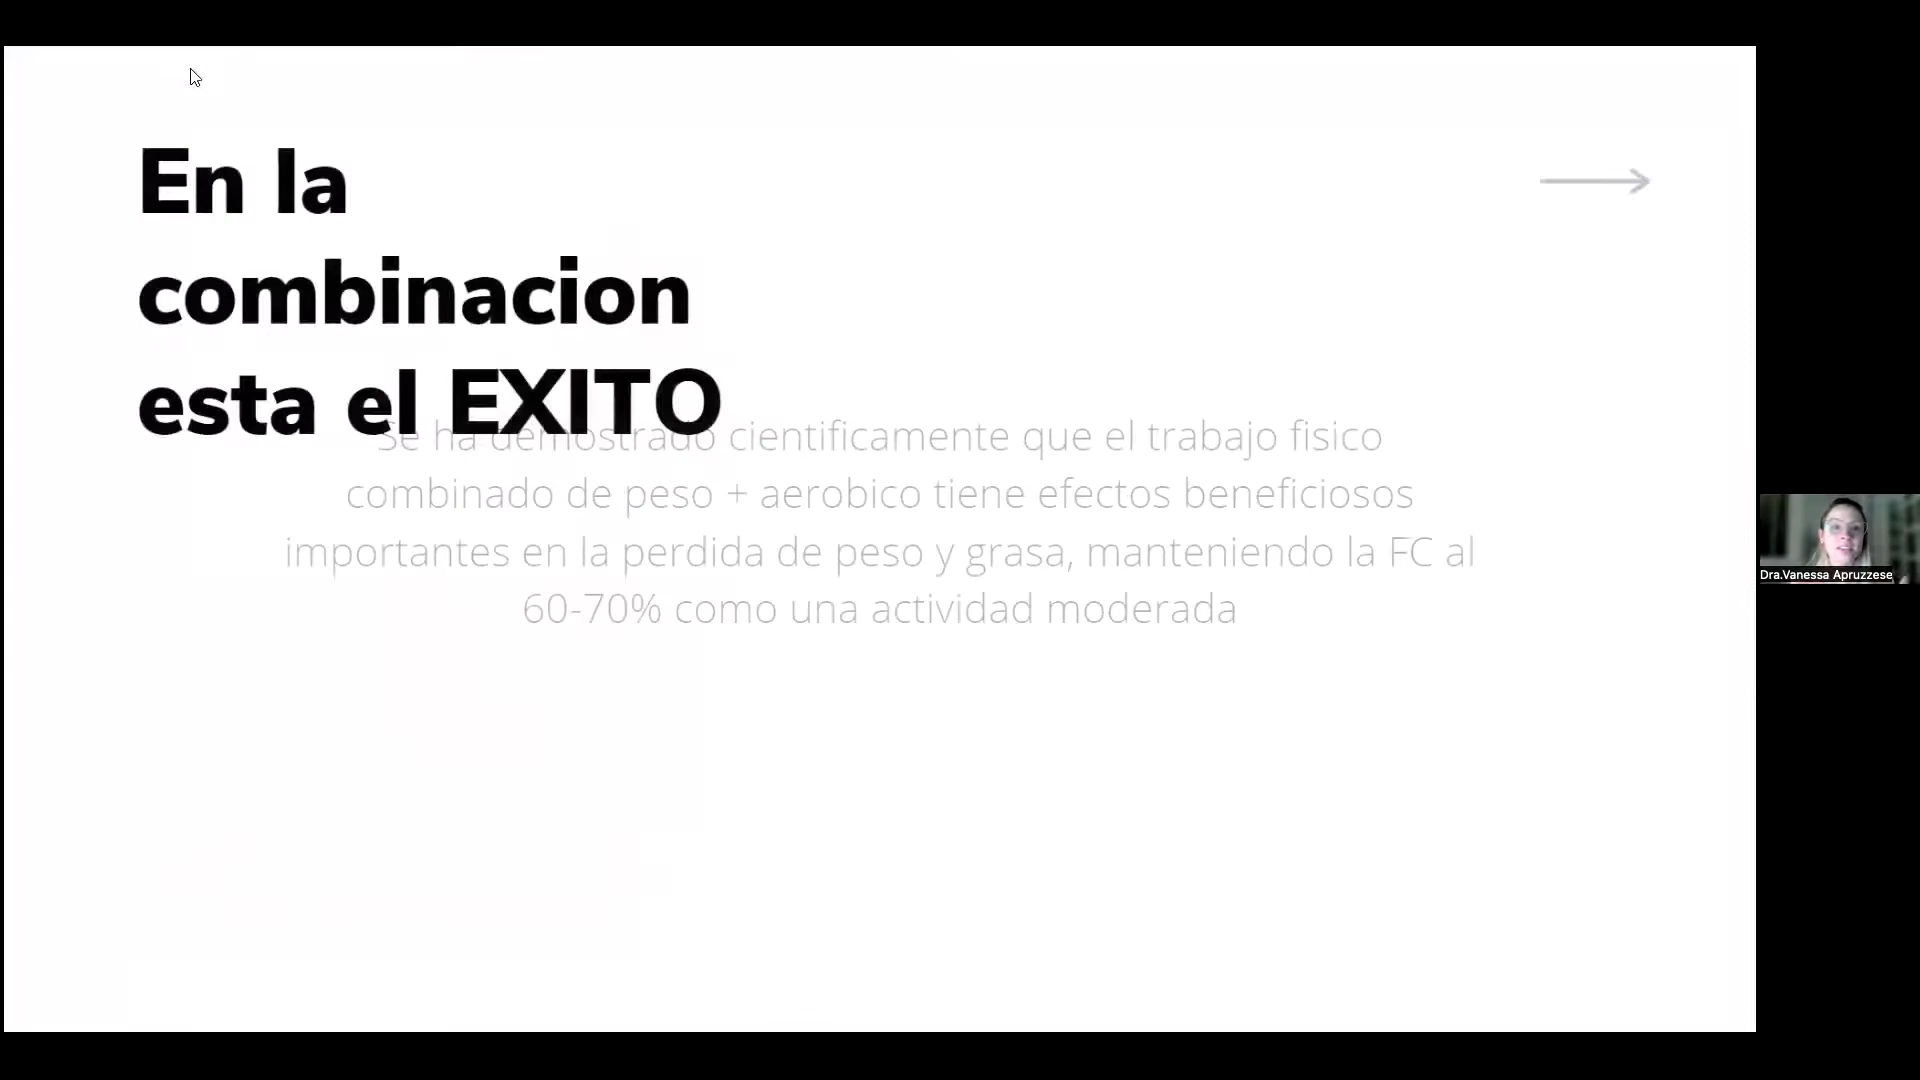 En la
combinacion
esta el EXITO
Se ha demostrado cientificamente que el trabajo fisico
combinado de peso + aerobico tiene efectos beneficiosos
importantes en la perdida de peso y grasa, manteniendo la FC al
60-70% como una actividad moderada
Dra.Vanessa Apruzzese